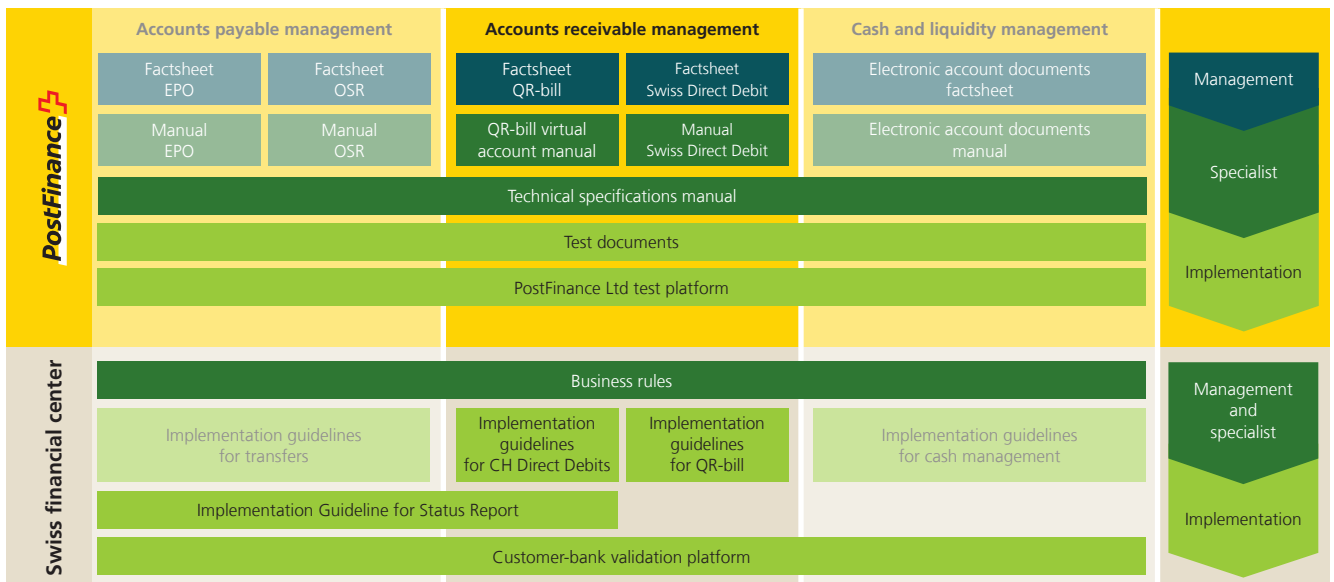 Accounts payable management
Accounts receivable management
Cash and liquidity management
PostFinance
Factsheet
EPO
Factsheet
OSR
Factsheet
QR-bill
Factsheet
Swiss Direct Debit
Electronic account documents
factsheet
Management
Manual
EPO
Manual
OSR
QR-bill virtual
account manual
Manual
Swiss Direct Debit
Electronic account documents
manual
Specialist
Technical specifications manual
Test documents
Implementation
PostFinance Ltd test platform
Swiss financial center
Business rules
Management
and
specialist
Implementation guidelines
for transfers
Implementation
guidelines
for CH Direct Debits
Implementation
guidelines
for QR-bill
Implementation guidelines
for cash management
Implementation Guideline for Status Report
Implementation
Customer-bank validation platform